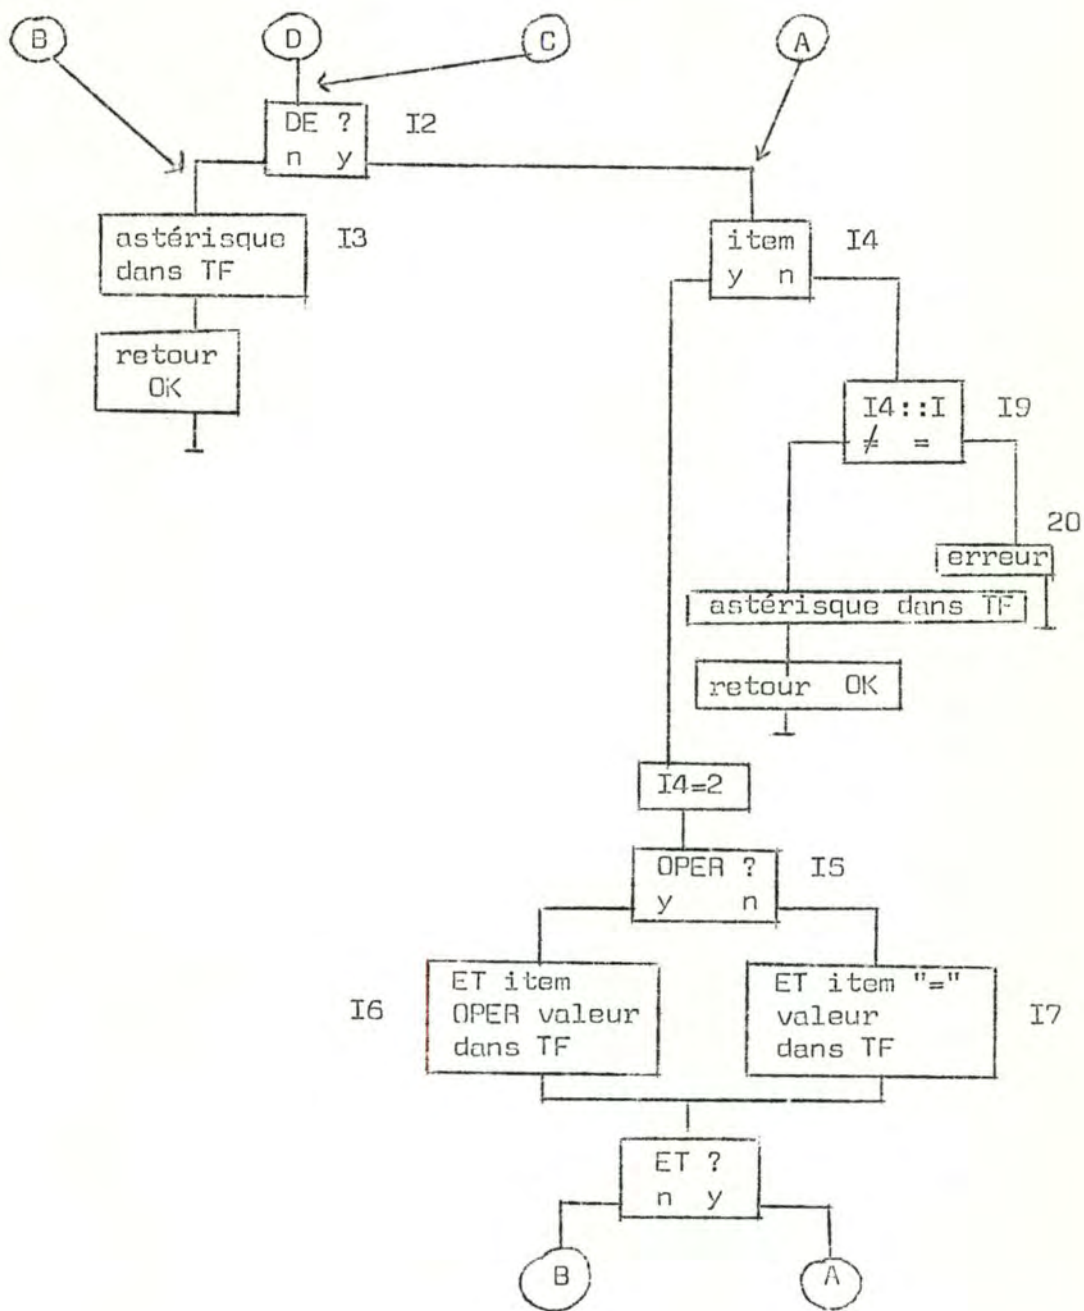 B D C A
DE ? I2
n y
astérisque I3
dans TF
item I4
y n
retour
OK
I4::I I9
≠ =
20
erreur
astérisque dans TF
retour OK
I4=2
OPER ? I5
y n
ET item
I6 OPER valeur
dans TF
ET item "="
valeur I7
dans TF
ET ?
n y
B A